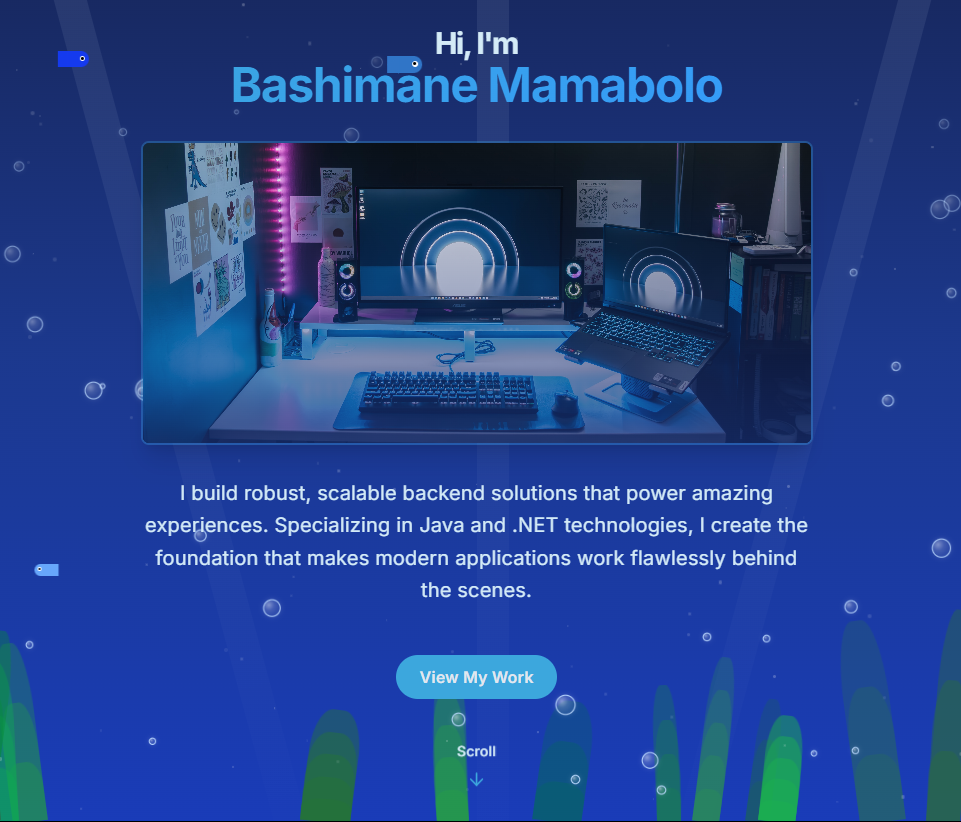 Hi, I'm
Bashimane Mamabolo
I build robust, scalable backend solutions that power amazing
experiences. Specializing in Java and .NET technologies, I create the
foundation that makes modern applications work flawlessly behind
the scenes.
View My Work
Scroll